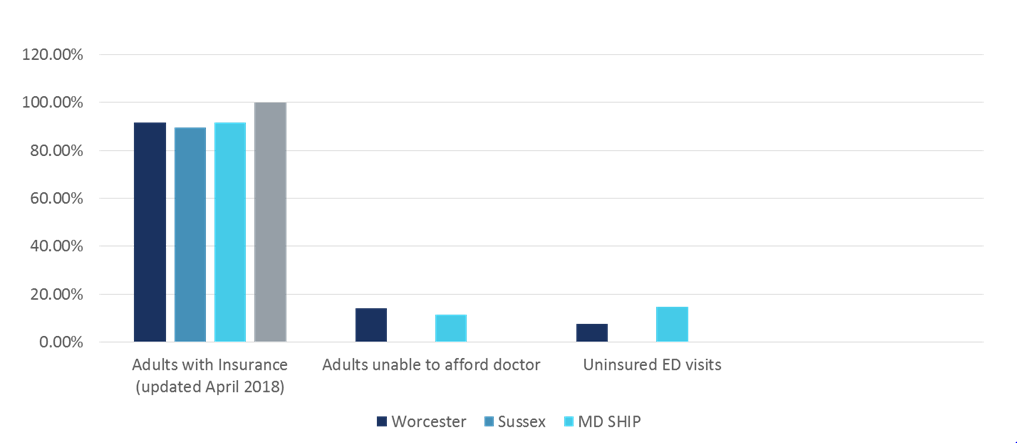 120.00%
100.00%
80.00%
60.00%
40.00%
20.00%
0.00%
Adults with Insurance
(updated April 2018)
Adults unable to afford doctor
Uninsured ED visits
Worcester
Sussex
MD SHIP